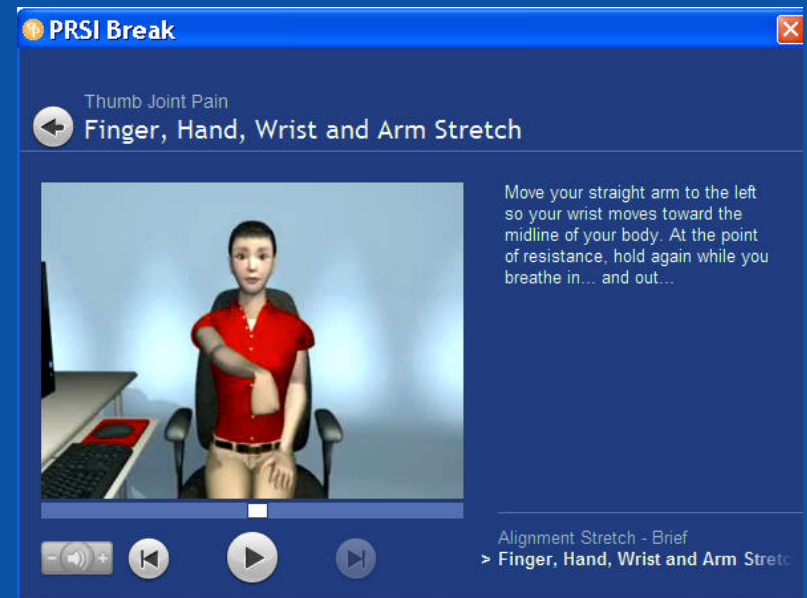 PRSI Break
Thumb Joint Pain
Finger, Hand, Wrist and Arm Stretch
Move your straight arm to the left
so your wrist moves toward the
midline of your body. At the point
of resistance, hold again while you
breathe in... and out...
Alignment Stretch - Brief
> Finger, Hand, Wrist and Arm Stretc